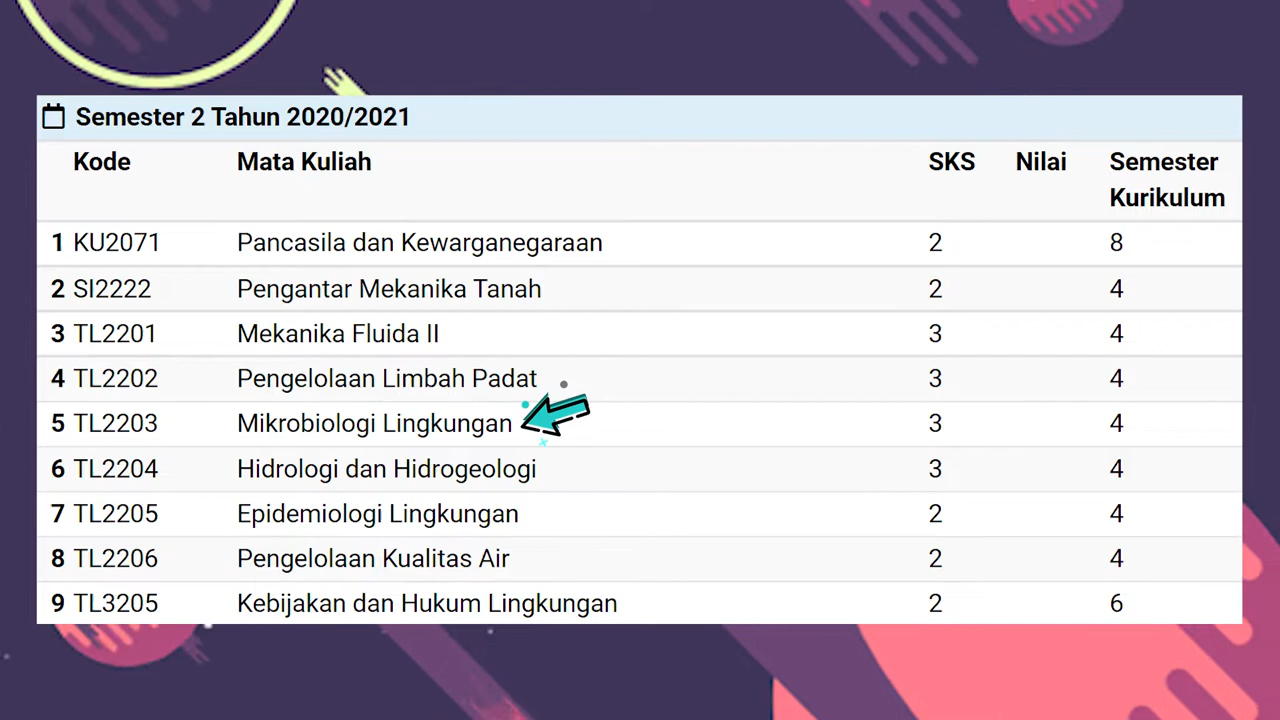 Semester 2 Tahun 2020/2021
Kode Mata Kuliah SKS Nilai Semester Kurikulum
1 KU2071 Pancasila dan Kewarganegaraan 2 8
2 SI2222 Pengantar Mekanika Tanah 2 4
3 TL2201 Mekanika Fluida II 3 4
4 TL2202 Pengelolaan Limbah Padat 3 4
5 TL2203 Mikrobiologi Lingkungan 3 4
6 TL2204 Hidrologi dan Hidrogeologi 3 4
7 TL2205 Epidemiologi Lingkungan 2 4
8 TL2206 Pengelolaan Kualitas Air 2 4
9 TL3205 Kebijakan dan Hukum Lingkungan 2 6